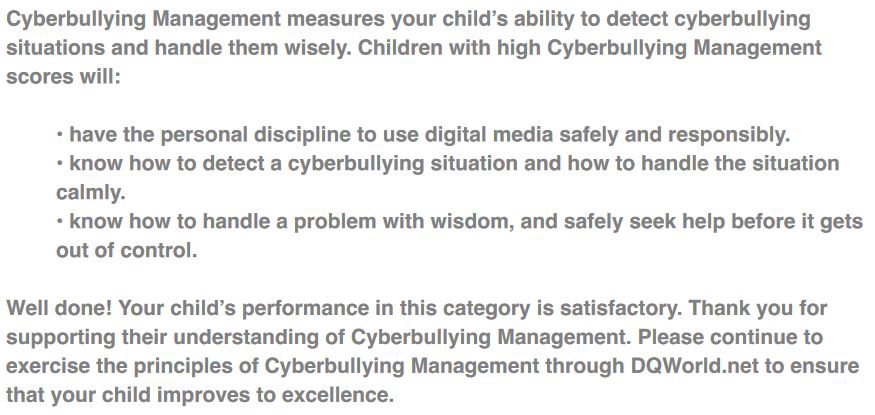 Cyberbullying Management measures your child’s ability to detect cyberbullying
situations and handle them wisely. Children with high Cyberbullying Management
scores will:
• have the personal discipline to use digital media safely and responsibly.
• know how to detect a cyberbullying situation and how to handle the situation
calmly.
• know how to handle a problem with wisdom, and safely seek help before it gets
out of control.
Well done! Your child’s performance in this category is satisfactory. Thank you for
supporting their understanding of Cyberbullying Management. Please continue to
exercise the principles of Cyberbullying Management through DQWorld.net to ensure
that your child improves to excellence.